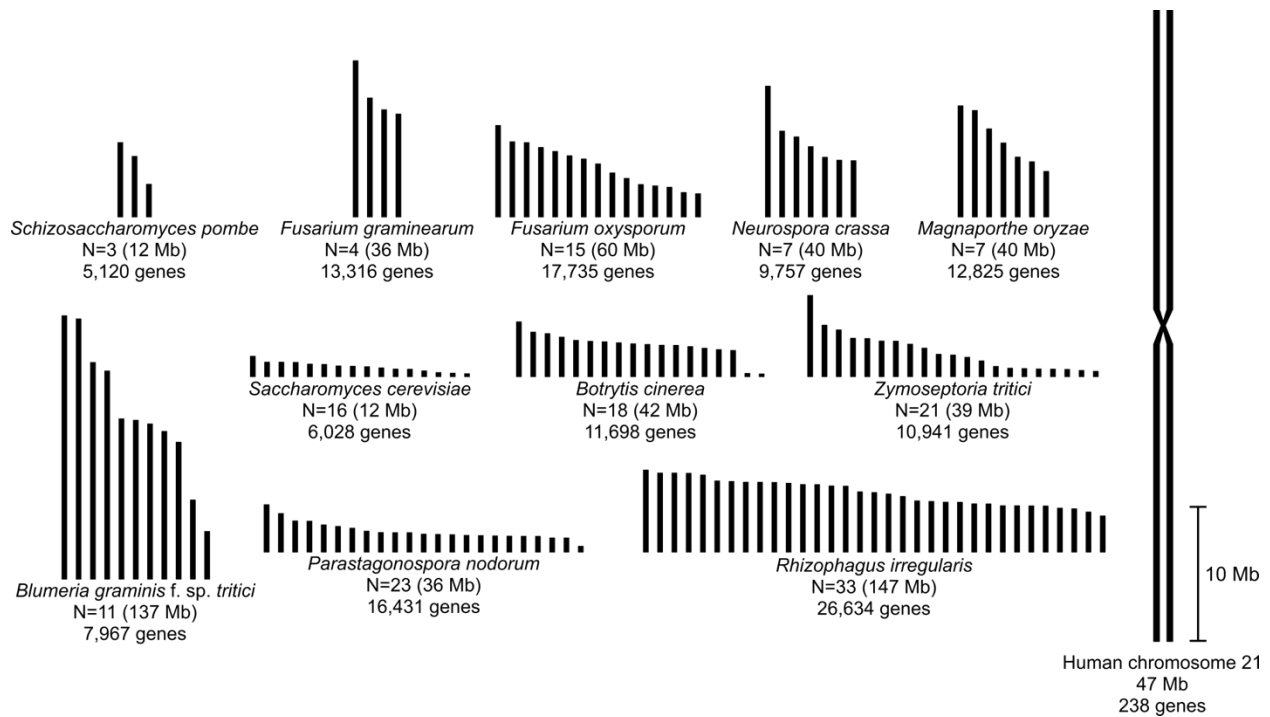 Schizosaccharomyces pombe
N=3 (12 Mb)
5,120 genes
Fusarium graminearum
N=4 (36 Mb)
13,316 genes
Fusarium oxysporum
N=15 (60 Mb)
17,735 genes
Neurospora crassa
N=7 (40 Mb)
9,757 genes
Magnaporthe oryzae
N=7 (40 Mb)
12,825 genes
Saccharomyces cerevisiae
N=16 (12 Mb)
6,028 genes
Botrytis cinerea
N=18 (42 Mb)
11,698 genes
Zymoseptoria tritici
N=21 (39 Mb)
10,941 genes
Blumeria graminis f. sp. tritici
N=11 (137 Mb)
7,967 genes
Parastagonospora nodorum
N=23 (36 Mb)
16,431 genes
Rhizophagus irregularis
N=33 (147 Mb)
26,634 genes
10 Mb
Human chromosome 21
47 Mb
238 genes